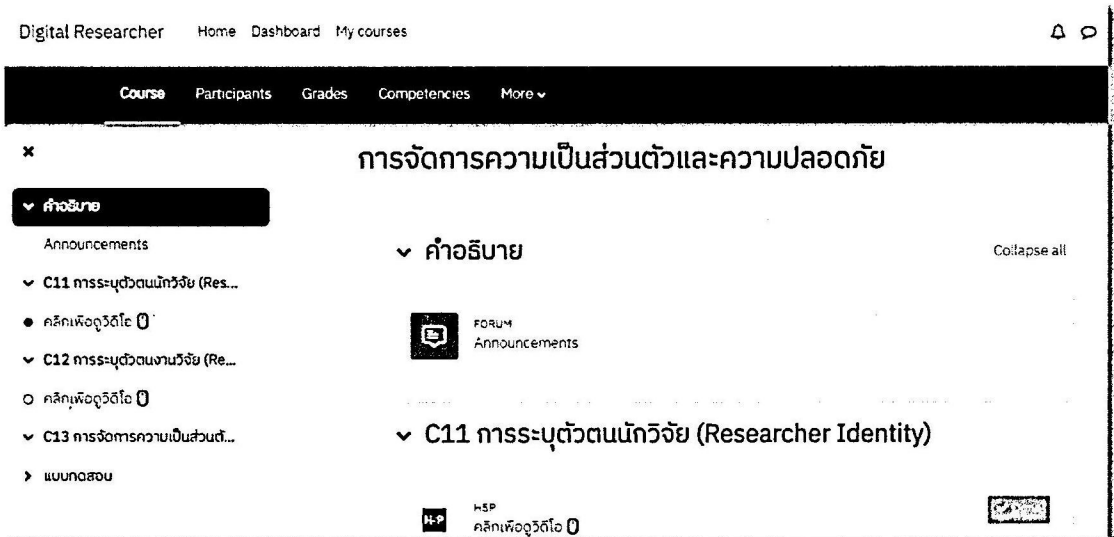 Digital Researcher Home Dashboard My courses
Course Participants Grades Competencies More
การจัดการความเป็นส่วนตัวและความปลอดภัย
คำอธิบาย
Announcements
C11 การระบุตัวตนนักวิจัย (Res...
คลิกเพื่อดูวิดีโอ
C12 การระบุตัวตนงานวิจัย (Re...
คลิกเพื่อดูวิดีโอ
C13 การจัดการความเป็นส่วนตั...
แบบทดสอบ
คำอธิบาย Collapse all
FORUM
Announcements
C11 การระบุตัวตนนักวิจัย (Researcher Identity)
H5P
H-P คลิกเพื่อดูวิดีโอ